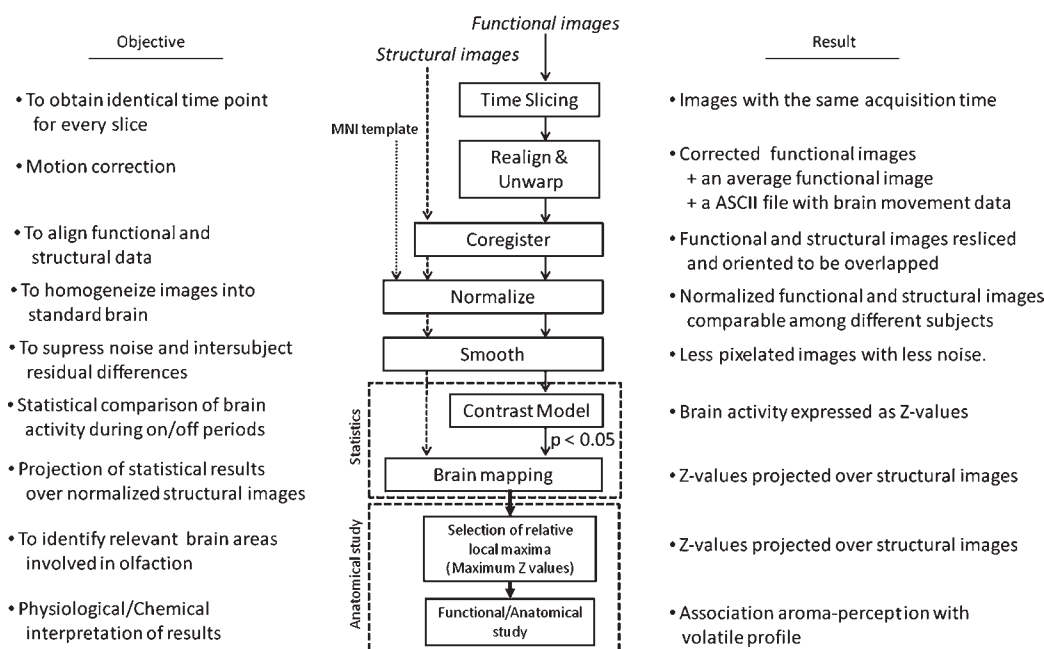 Objective
• To obtain identical time point
for every slice
• Motion correction
• To align functional and
structural data
• To homogeneize images into
standard brain
• To supress noise and intersubject
residual differences
• Statistical comparison of brain
activity during on/off periods
• Projection of statistical results
over normalized structural images
• To identify relevant brain areas
involved in olfaction
• Physiological/Chemical
interpretation of results
Functional images
Structural images
MNI template
Time Slicing
Realign &
Unwarp
Coregister
Normalize
Smooth
Statistics
Contrast Model
p < 0.05
Brain mapping
Anatomical study
Selection of relative
local maxima
(Maximum Z values)
Functional/Anatomical
study
Result
• Images with the same acquisition time
• Corrected functional images
+ an average functional image
+ a ASCII file with brain movement data
• Functional and structural images resliced
and oriented to be overlapped
• Normalized functional and structural images
comparable among different subjects
• Less pixelated images with less noise.
• Brain activity expressed as Z-values
• Z-values projected over structural images
• Z-values projected over structural images
• Association aroma-perception with
volatile profile